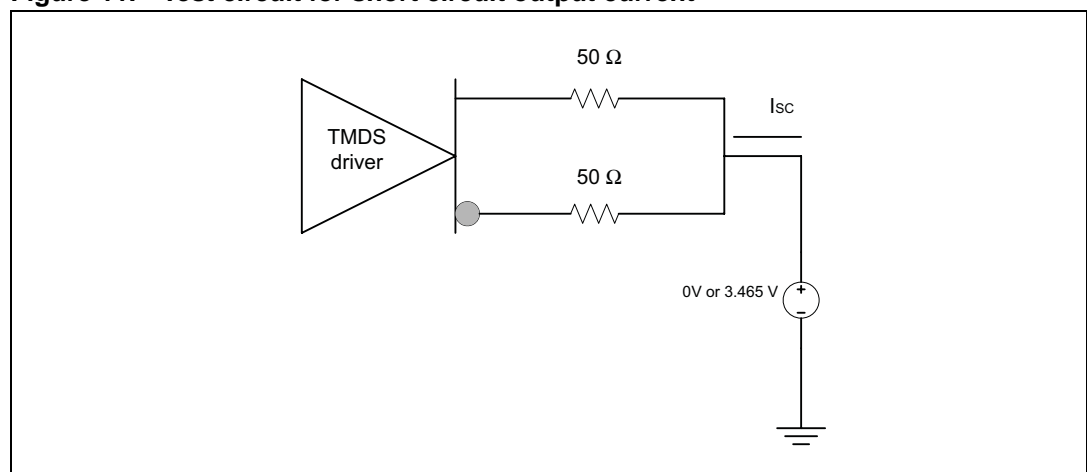 50 Ω
Isc
TMDS
driver
50 Ω
0V or 3.465 V
+
−